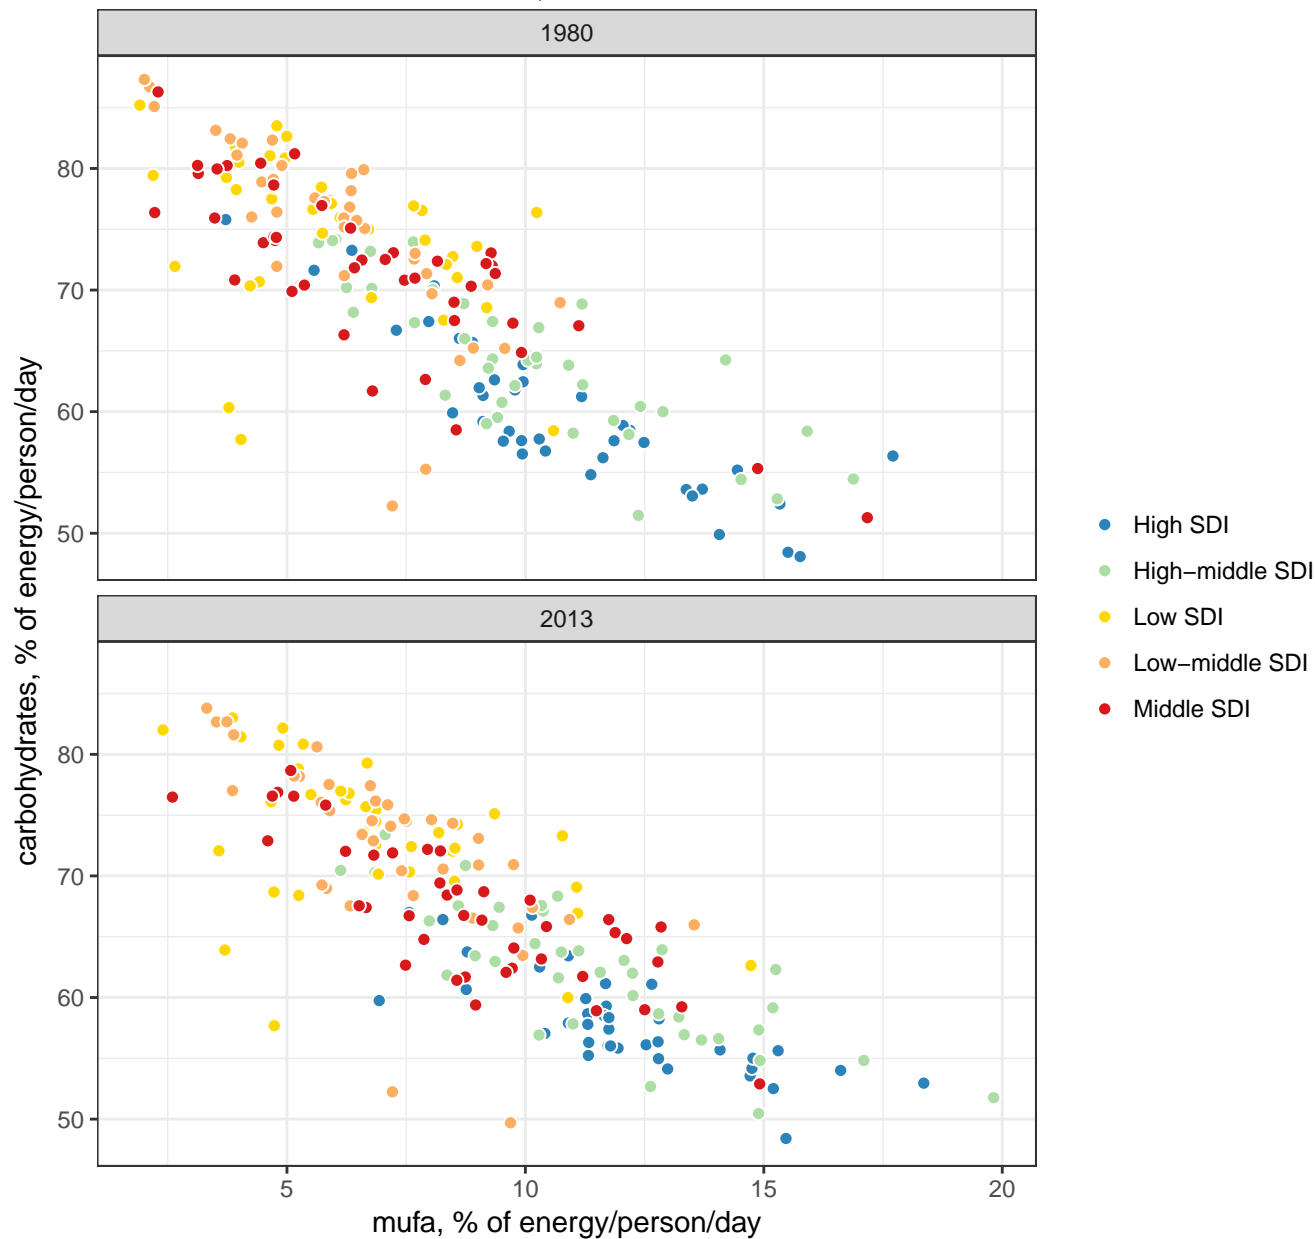 1980
80
70
60
50
2013
80
70
60
50
5
10
15
20
mufa, % of energy/person/day
carbohydrates, % of energy/person/day
High SDI
High−middle SDI
Low SDI
Low−middle SDI
Middle SDI